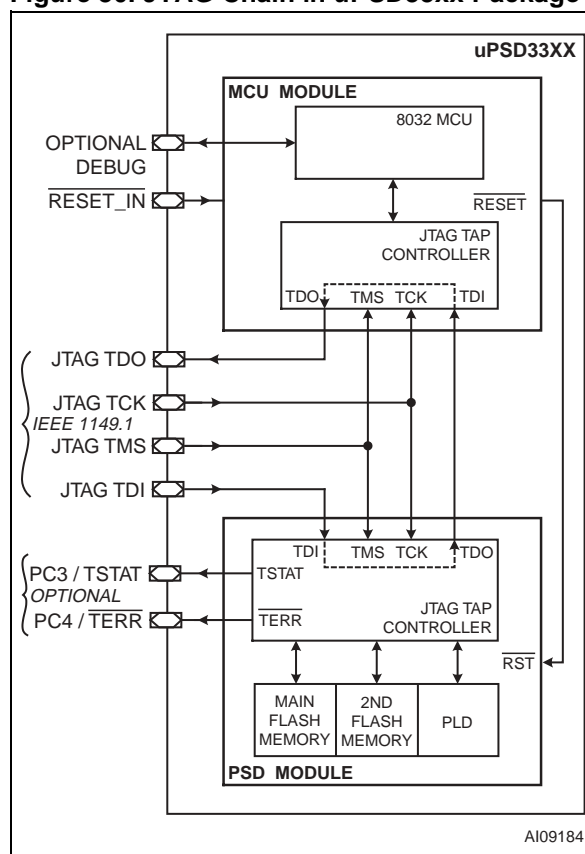 JTAG Chain in uPSD33xx Package
uPSD33XX
MCU MODULE
8032 MCU
OPTIONAL
DEBUG
RESET_IN
RESET
JTAG TAP
CONTROLLER
TDO TMS TCK TDI
JTAG TDO
JTAG TCK
IEEE 1149.1
JTAG TMS
JTAG TDI
TDI TMS TCK TDO
PC3 / TSTAT
TSTAT
OPTIONAL
PC4 / TERR
TERR
JTAG TAP
CONTROLLER
RST
MAIN
FLASH
MEMORY
2ND
FLASH
MEMORY
PLD
PSD MODULE
AI09184